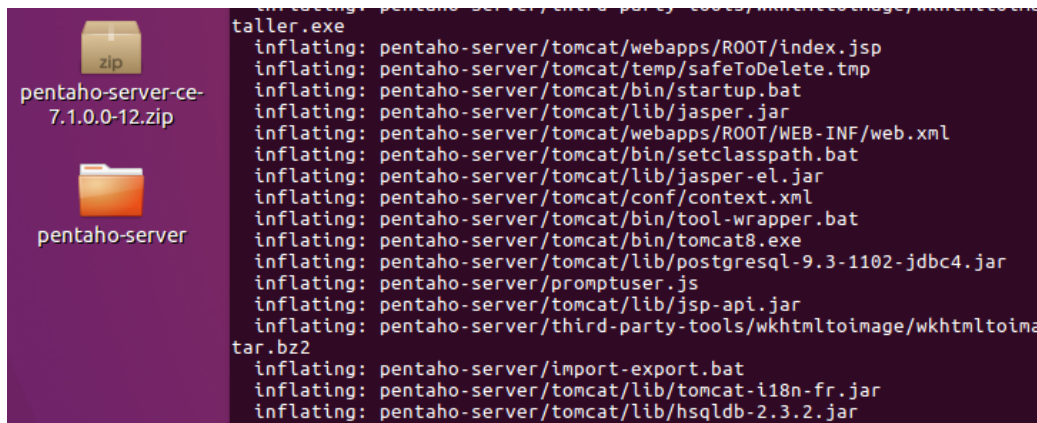 zip
pentaho-server-ce-
7.1.0.0-12.zip
pentaho-server
taller.exe
inflating: pentaho-server/tomcat/webapps/ROOT/index.jsp
inflating: pentaho-server/tomcat/temp/safeToDelete.tmp
inflating: pentaho-server/tomcat/bin/startup.bat
inflating: pentaho-server/tomcat/lib/jasper.jar
inflating: pentaho-server/tomcat/webapps/ROOT/WEB-INF/web.xml
inflating: pentaho-server/tomcat/bin/setclasspath.bat
inflating: pentaho-server/tomcat/lib/jasper-el.jar
inflating: pentaho-server/tomcat/conf/context.xml
inflating: pentaho-server/tomcat/bin/tool-wrapper.bat
inflating: pentaho-server/tomcat/bin/tomcat8.exe
inflating: pentaho-server/tomcat/lib/postgresql-9.3-1102-jdbc4.jar
inflating: pentaho-server/promptuser.js
inflating: pentaho-server/tomcat/lib/jsp-api.jar
inflating: pentaho-server/third-party-tools/wkhtmltoimage/wkhtmltoima
tar.bz2
inflating: pentaho-server/import-export.bat
inflating: pentaho-server/tomcat/lib/tomcat-i18n-fr.jar
inflating: pentaho-server/tomcat/lib/hsqldb-2.3.2.jar